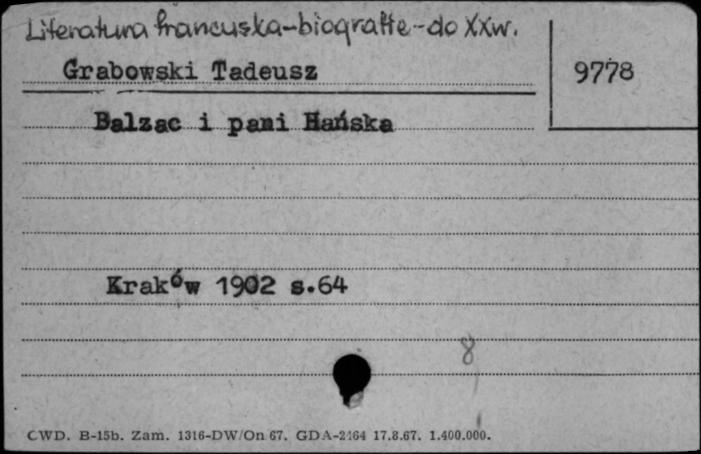 Literatura francuska-biografie-do XXw.
Grabowski Tadeusz
9778
Balzac i pani Hańska
Kraków 1902 s.64
8
CWD. B-15b. Zam. 1316-DW/On 67. GDA-2164 17.8.67. 1.400.000.